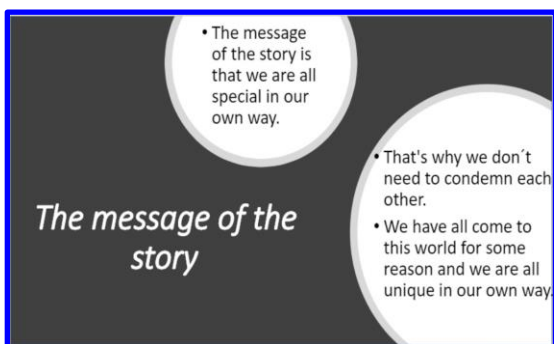 • The message
of the story is
that we are all
special in our
own way.
• That's why we don´t
need to condemn each
other.
• We have all come to
this world for some
reason and we are all
unique in our own way.
The message of the
story